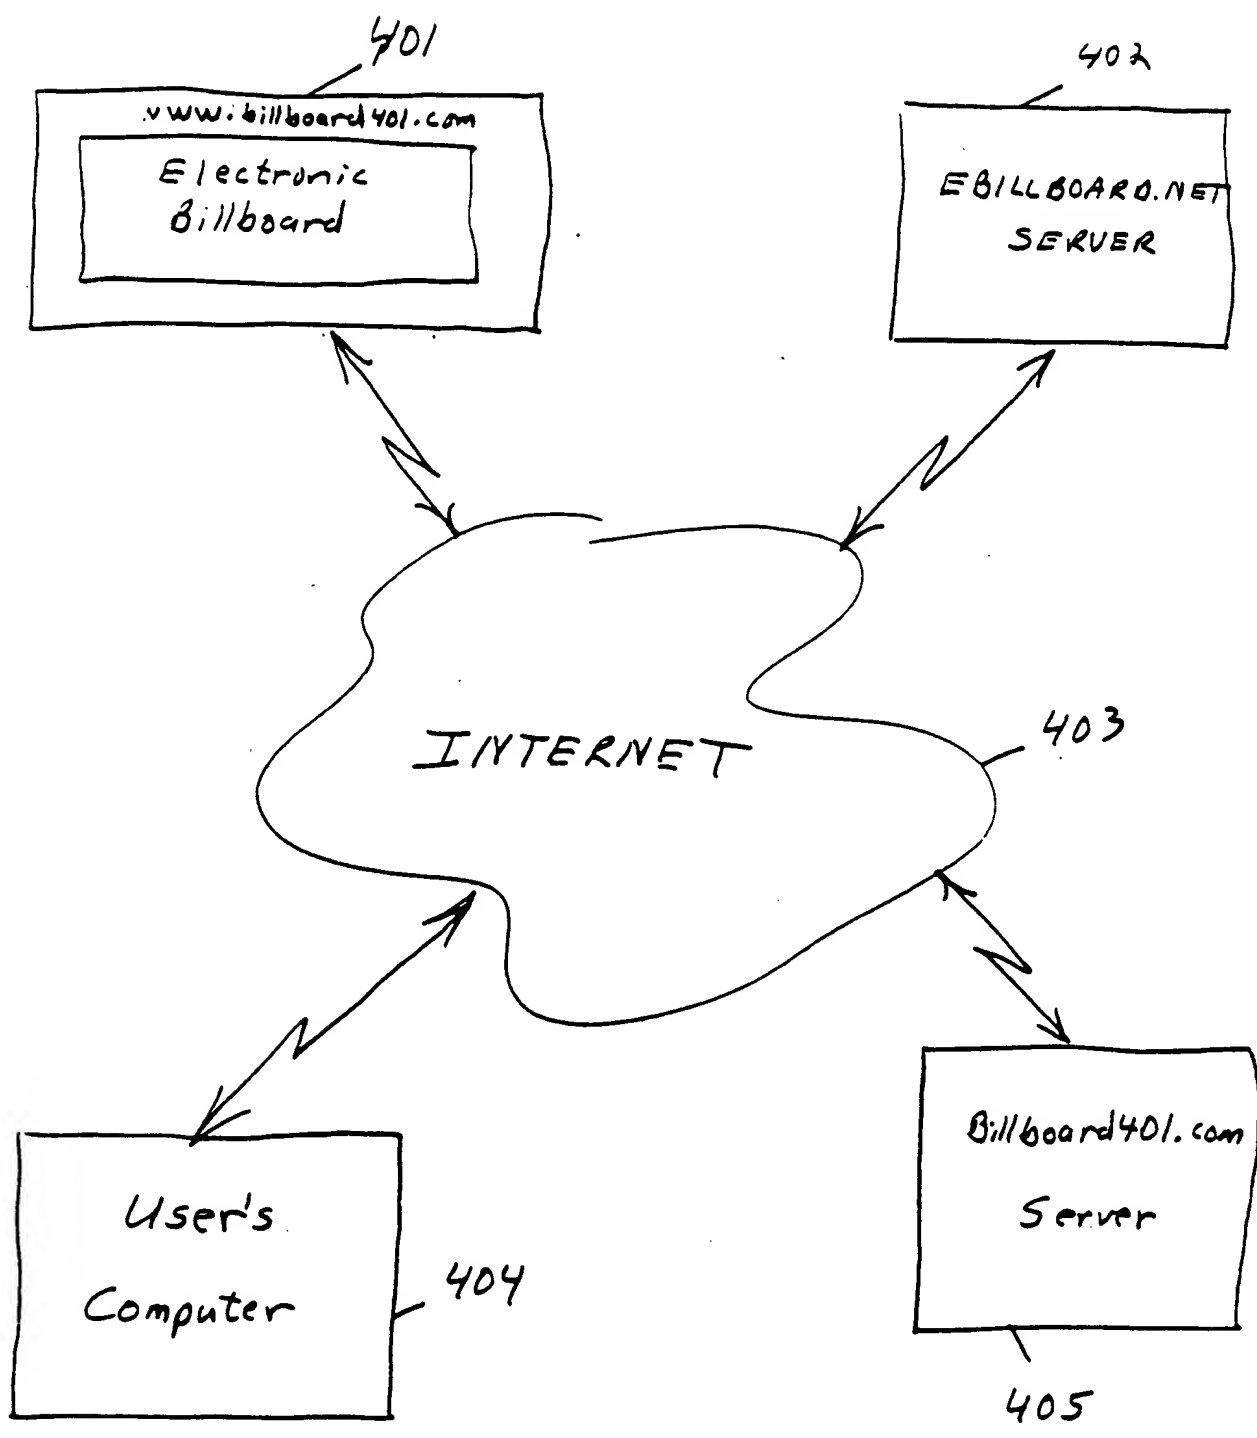 401
www.billboard401.com
Electronic
Billboard
402
EBILLBOARD.NET
SERVER
INTERNET
403
User's
Computer
404
Billboard401.com
Server
405